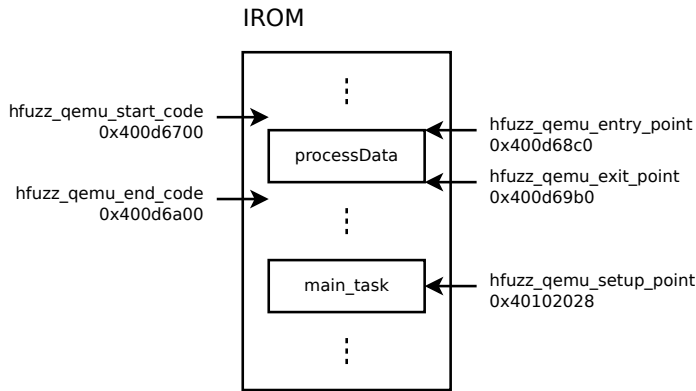 IROM
hfuzz_qemu_start_code
0x400d6700
hfuzz_qemu_entry_point
0x400d68c0
processData
hfuzz_qemu_exit_point
0x400d69b0
hfuzz_qemu_end_code
0x400d6a00
main_task
hfuzz_qemu_setup_point
0x40102028